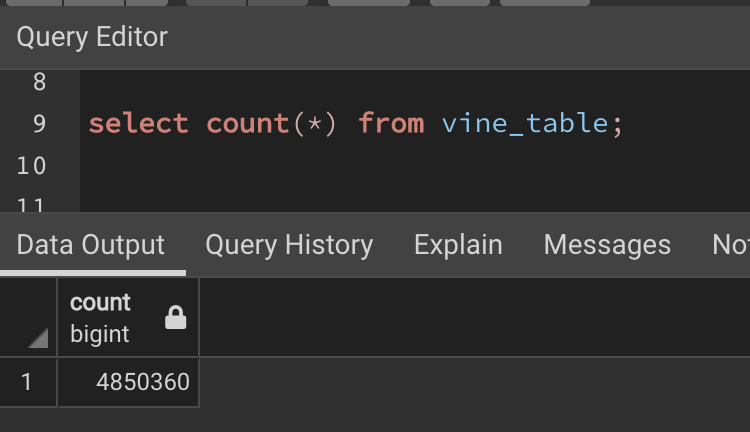 Query Editor
8
9 select count(*) from vine_table;
10
11
Data Output Query History Explain Messages
count
bigint
1 4850360